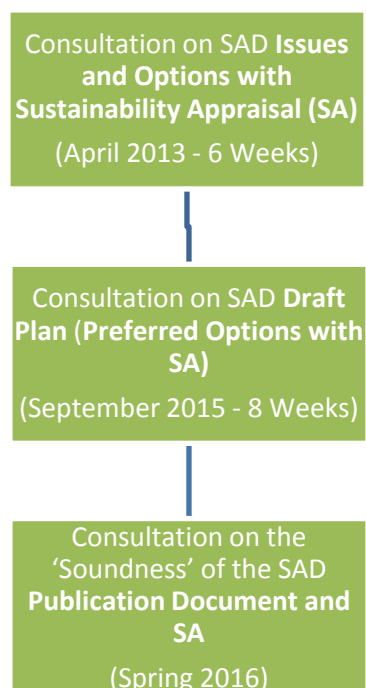 Consultation on SAD Issues
and Options with
Sustainability Appraisal (SA)
(April 2013 - 6 Weeks)
Consultation on SAD Draft
Plan (Preferred Options with
SA)
(September 2015 - 8 Weeks)
Consultation on the
‘Soundness’ of the SAD
Publication Document and
SA
(Spring 2016)